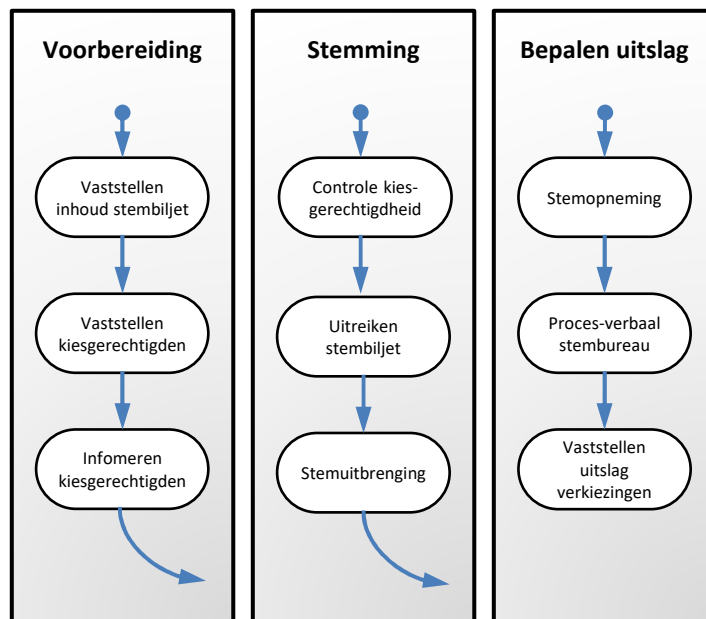 Voorbereiding
Vaststellen
inhoud stembiljet
Vaststellen
kiesgerechtigden
Infomeren
kiesgerechtigden
Stemming
Controle kies-
gerechtigdheid
Uitreiken
stembiljet
Stemuitbrenging
Bepalen uitslag
Stemopneming
Proces-verbaal
stembureau
Vaststellen
uitslag
verkiezingen